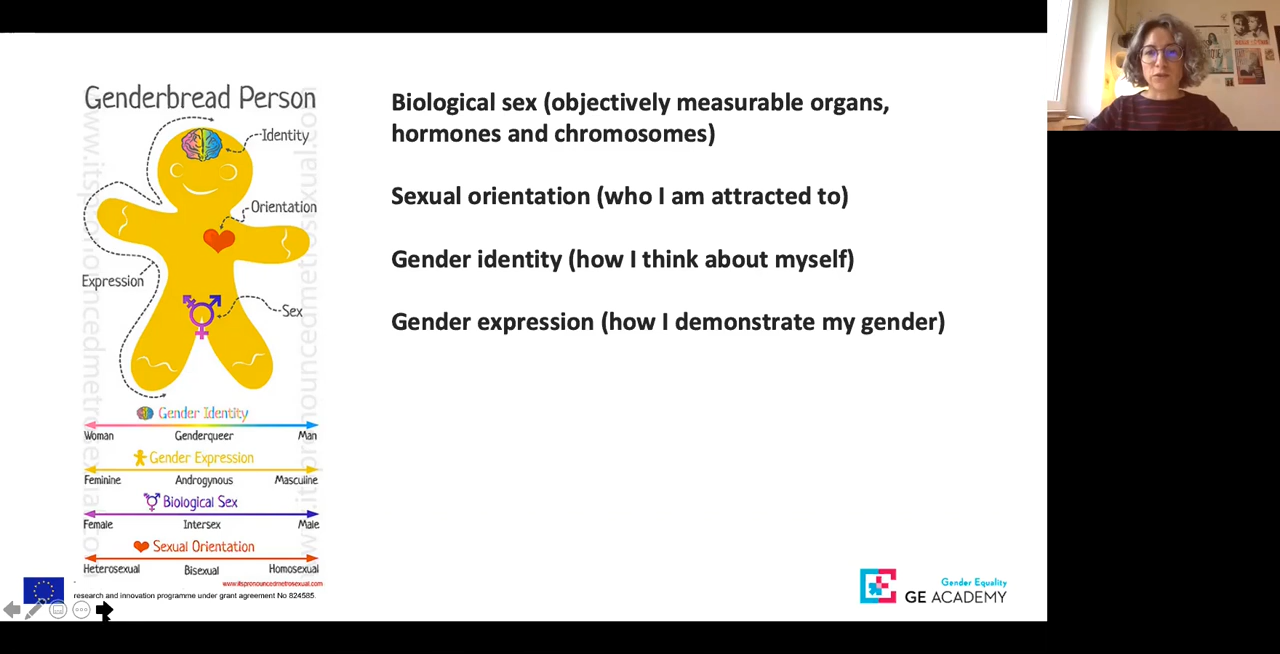 Genderbread Person
Identity
Orientation
Expression
Sex
Gender Identity
Woman Genderqueer Man
Gender Expression
Feminine Androgynous Masculine
Biological Sex
Female Intersex Male
Sexual Orientation
Heterosexual Bisexual Homosexual
www.itspronouncedmetrosexual.com
research and innovation programme under grant agreement No 824585.
Biological sex (objectively measurable organs,
hormones and chromosomes)
Sexual orientation (who I am attracted to)
Gender identity (how I think about myself)
Gender expression (how I demonstrate my gender)
Gender Equality
GE ACADEMY